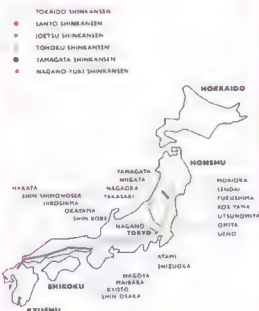 TOKAIDO SHINKANSEN
SANYO SHINKANSEN
JOETSU SHINKANSEN
TOHOKU SHINKANSEN
YAMAGATA SHINKANSEN
NAGANO-YUKI SHINKANSEN
HOKKAIDO
HONSHU
YAMAGATA
NIIGATA
NAGAOKA
TAKASAKI
NAGANO
TOKYO
MORIOKA
SENDAI
FUKUSHIMA
UTSUNOMIYA
OMIYA
UENO
HAKATA
SHIN SHIMONOSEK
HIROSHIMA
OKAYAMA
SHIN KOBE
ATAMI
SHIZUOKA
NAGOYA
MAIBARA
KYOTO
SHIN OSAKA
SHIKOKU
KYUSHU